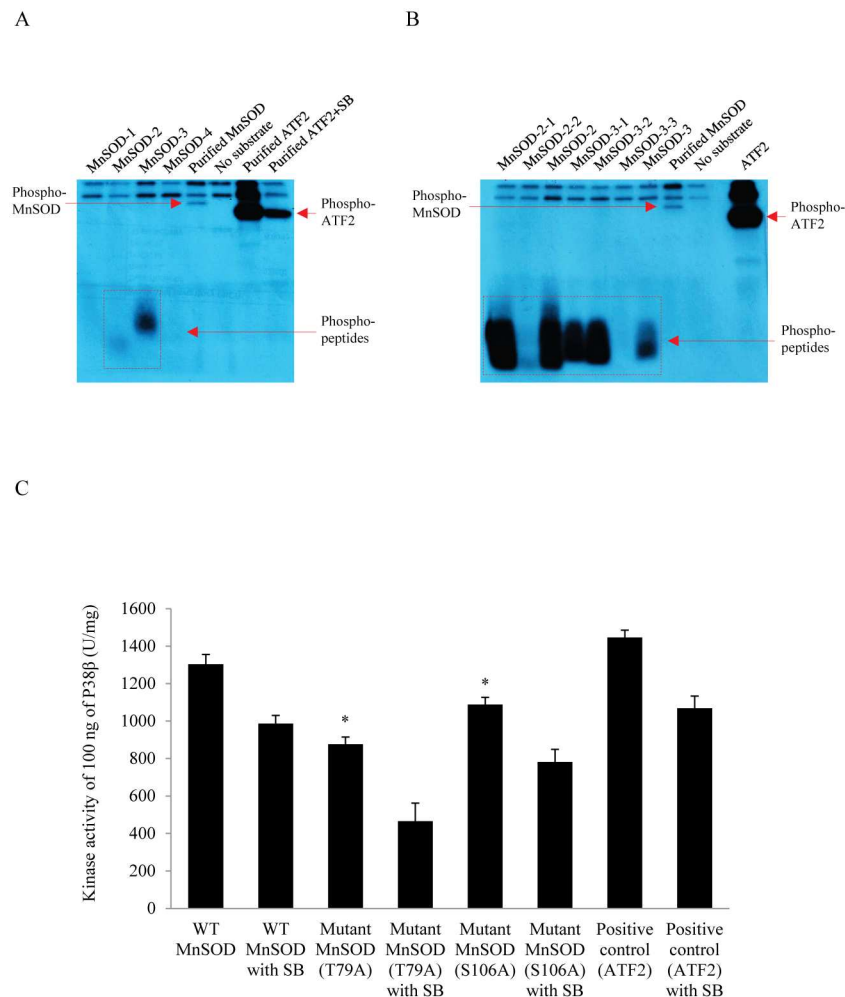 A
B
MnSOD-1
MnSOD-2
MnSOD-3
MnSOD-4
Purified MnSOD
No substrate
Purified ATF2
Purified ATF2+SB
Phospho-
MnSOD
Phospho-
ATF2
Phospho-
peptides
MnSOD-2-1
MnSOD-2-2
MnSOD-2
MnSOD-3-1
MnSOD-3-2
MnSOD-3-3
MnSOD-3
Purified MnSOD
No substrate
ATF2
Phospho-
MnSOD
Phospho-
ATF2
Phospho-
peptides
C
Kinase activity of 100 ng of P38β (U/mg)
1600
1400
1200
1000
800
600
400
200
0
*
*
WT
MnSOD
WT
MnSOD
with SB
Mutant
MnSOD
(T79A)
Mutant
MnSOD
(T79A)
with SB
Mutant
MnSOD
(S106A)
Mutant
MnSOD
(S106A)
with SB
Positive
control
(ATF2)
Positive
control
(ATF2)
with SB